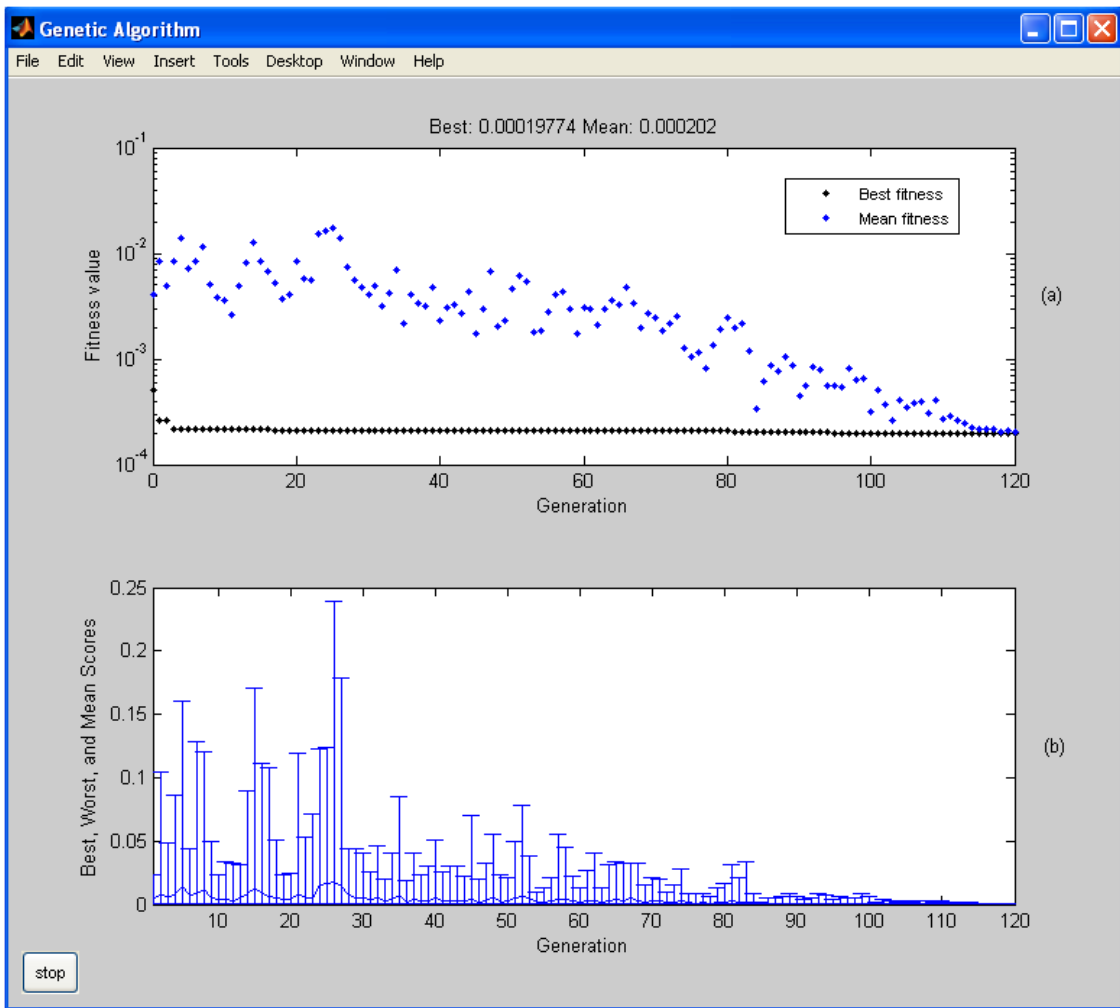 Genetic Algorithm
File Edit View Insert Tools Desktop Window Help
Best: 0.00019774 Mean: 0.000202
10-1
10-2
10-3
10-4
Fitness value
Best fitness
Mean fitness
(a)
0 20 40 60 80 100 120
Generation
0.25
0.2
0.15
0.1
0.05
0
Best, Worst, and Mean Scores
(b)
10 20 30 40 50 60 70 80 90 100 110 120
Generation
stop